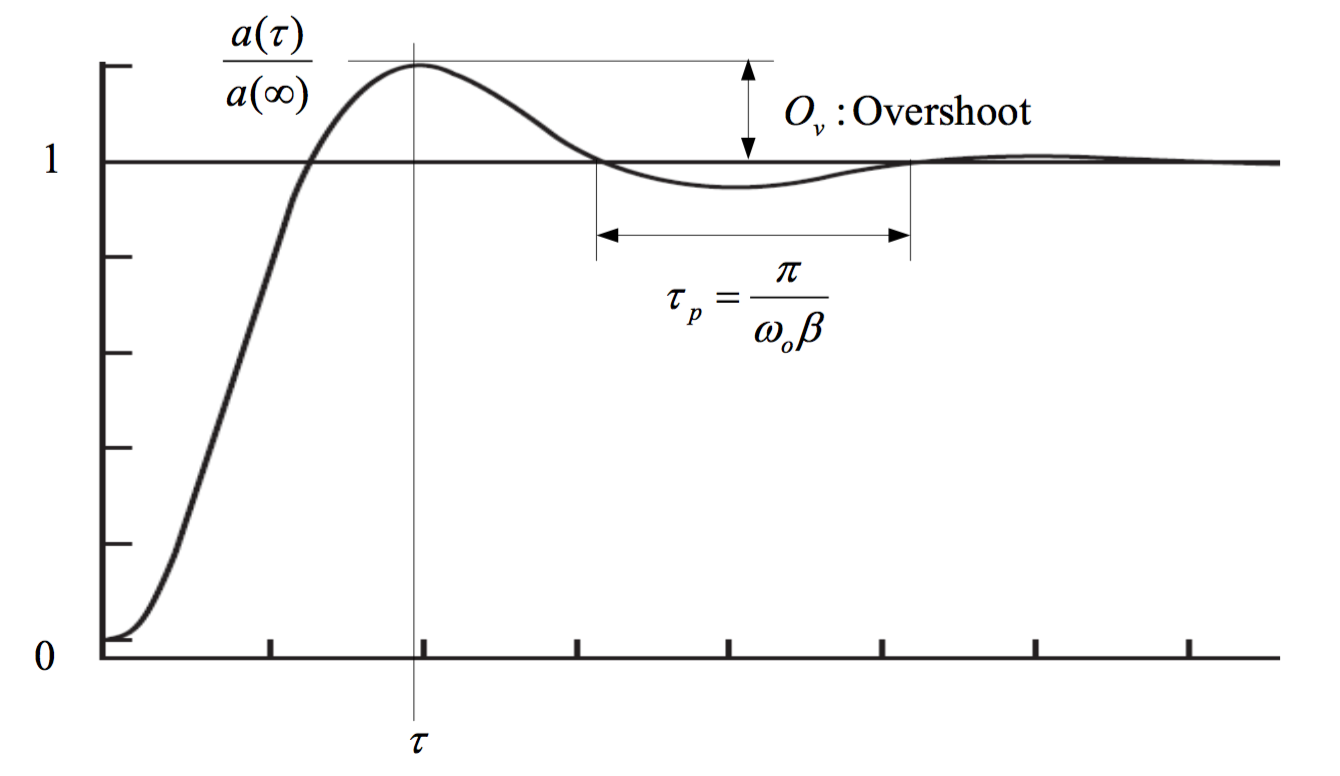 a(τ)
a(∞)
O_v : Overshoot
1
τ_p = π / ω_o β
0
τ